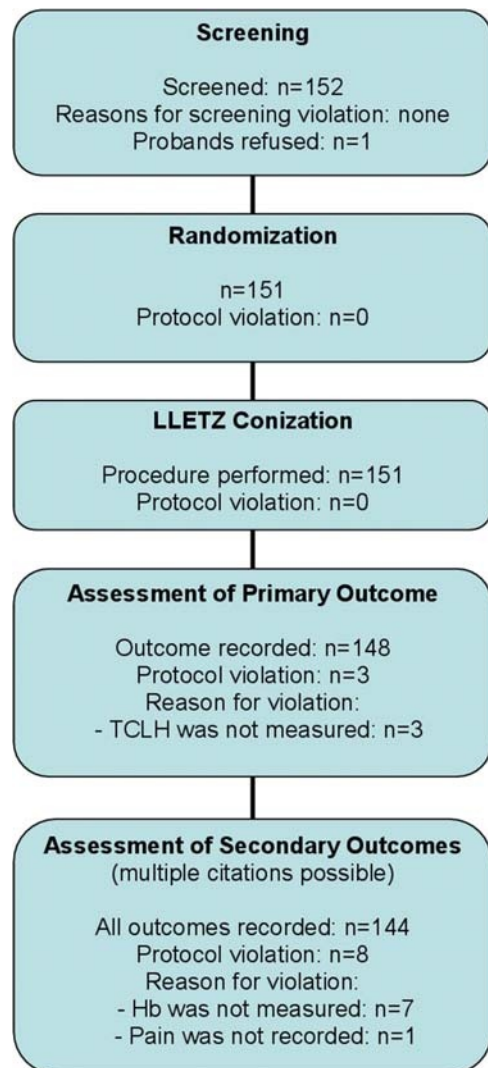 Screening
Screened: n=152
Reasons for screening violation: none
Probands refused: n=1
Randomization
n=151
Protocol violation: n=0
LLETZ Conization
Procedure performed: n=151
Protocol violation: n=0
Assessment of Primary Outcome
Outcome recorded: n=148
Protocol violation: n=3
Reason for violation:
- TCLH was not measured: n=3
Assessment of Secondary Outcomes
(multiple citations possible)
All outcomes recorded: n=144
Protocol violation: n=8
Reason for violation:
- Hb was not measured: n=7
- Pain was not recorded: n=1